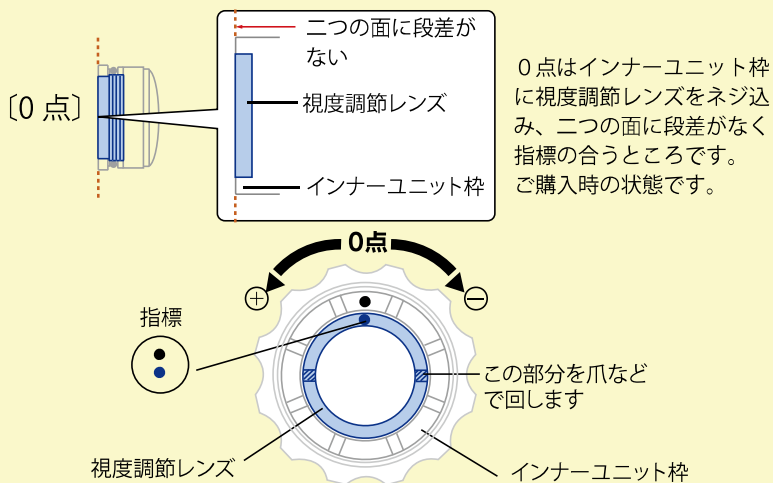 二つの面に段差が
ない
視度調節レンズ
インナーユニット枠
〔0 点〕
0 点はインナーユニット枠
に視度調節レンズをネジ込
み、二つの面に段差がなく
指標の合うところです。
ご購入時の状態です。
0点
+
−
指標
この部分を爪など
で回します
視度調節レンズ
インナーユニット枠